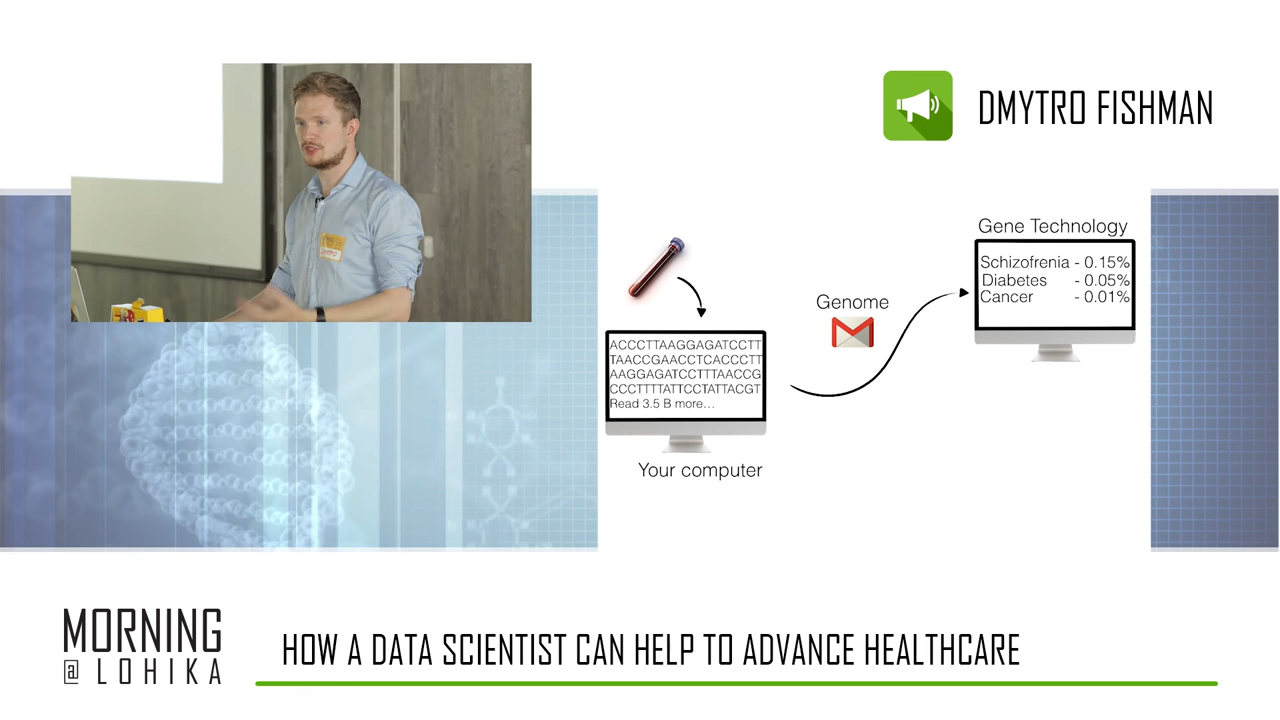 DMYTRO FISHMAN
Gene Technology
Schizofrenia - 0.15%
Diabetes - 0.05%
Cancer - 0.01%
Genome
ACCCTTAAGGAGATCCTT
TAACCGAACCTCACCCTT
AAGGAGATCCTTTAACCG
CCCTTTTATTCCTATTACGT
Read 3.5 B more...
Your computer
MORNING
@ LOHIKA
HOW A DATA SCIENTIST CAN HELP TO ADVANCE HEALTHCARE